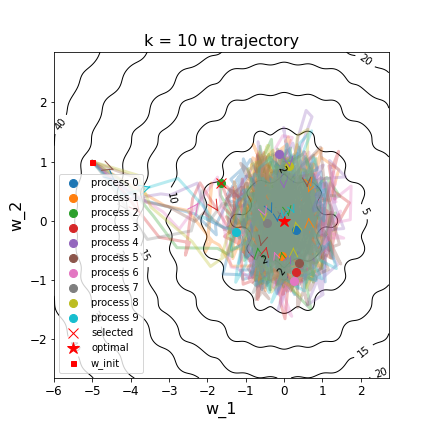 k = 10 w trajectory
20
40
10
5
15
15
20
2
2
2
process 0
process 1
process 2
process 3
process 4
process 5
process 6
process 7
process 8
process 9
selected
optimal
w_init
w_2
2
1
0
−1
−2
−6
−5
−4
−3
−2
−1
0
1
2
w_1